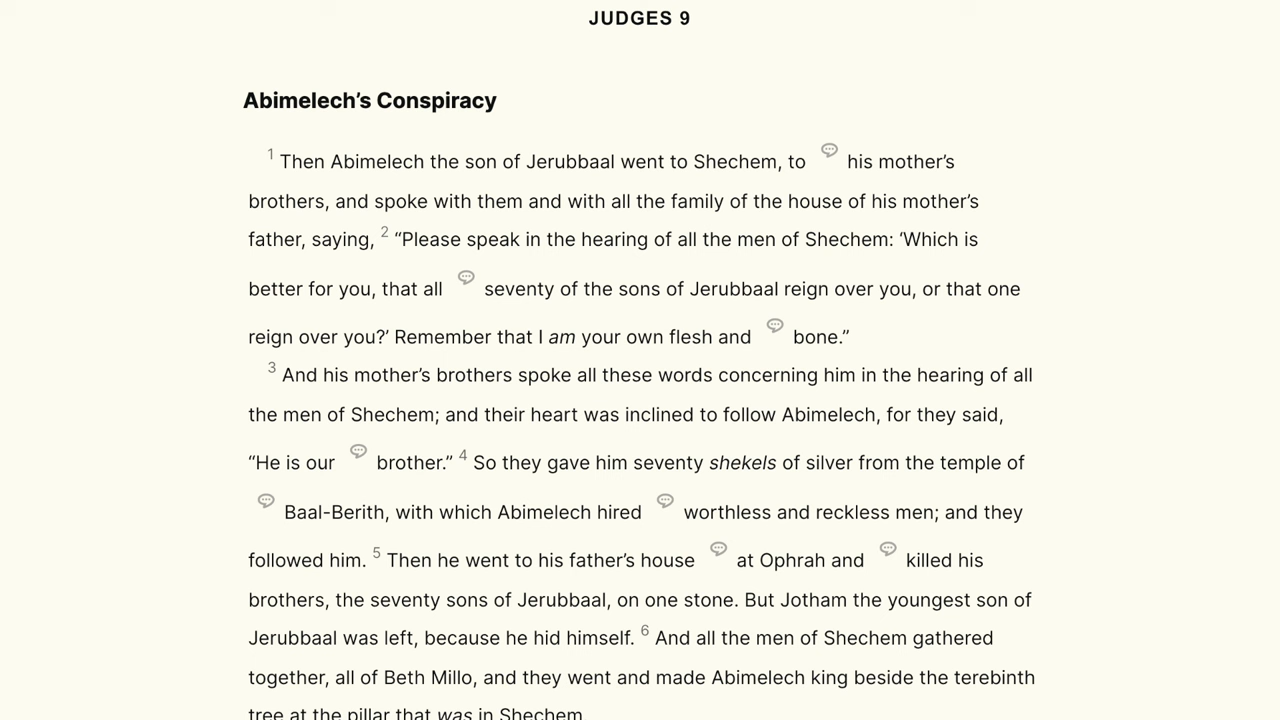 JUDGES 9
Abimelech’s Conspiracy
1 Then Abimelech the son of Jerubbaal went to Shechem, to his mother’s
brothers, and spoke with them and with all the family of the house of his mother’s
father, saying, 2 “Please speak in the hearing of all the men of Shechem: ‘Which is
better for you, that all seventy of the sons of Jerubbaal reign over you, or that one
reign over you?’ Remember that I am your own flesh and bone.”
3 And his mother’s brothers spoke all these words concerning him in the hearing of all
the men of Shechem; and their heart was inclined to follow Abimelech, for they said,
“He is our brother.” 4 So they gave him seventy shekels of silver from the temple of
Baal-Berith, with which Abimelech hired worthless and reckless men; and they
followed him. 5 Then he went to his father’s house at Ophrah and killed his
brothers, the seventy sons of Jerubbaal, on one stone. But Jotham the youngest son of
Jerubbaal was left, because he hid himself. 6 And all the men of Shechem gathered
together, all of Beth Millo, and they went and made Abimelech king beside the terebinth
tree at the pillar that was in Shechem.